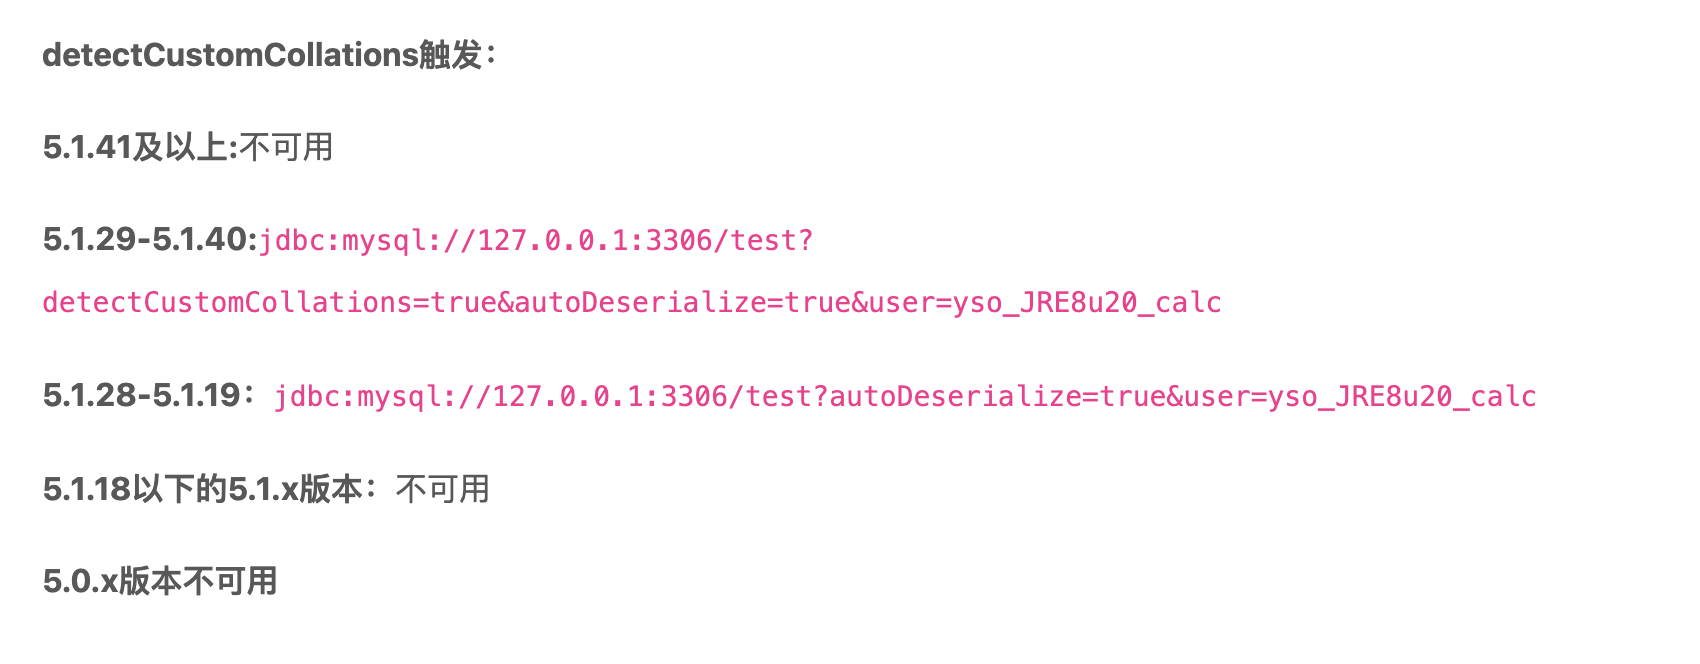 detectCustomCollations触发：
5.1.41及以上:不可用
5.1.29-5.1.40:jdbc:mysql://127.0.0.1:3306/test?
detectCustomCollations=true&autoDeserialize=true&user=yso_JRE8u20_calc
5.1.28-5.1.19：jdbc:mysql://127.0.0.1:3306/test?autoDeserialize=true&user=yso_JRE8u20_calc
5.1.18以下的5.1.x版本：不可用
5.0.x版本不可用